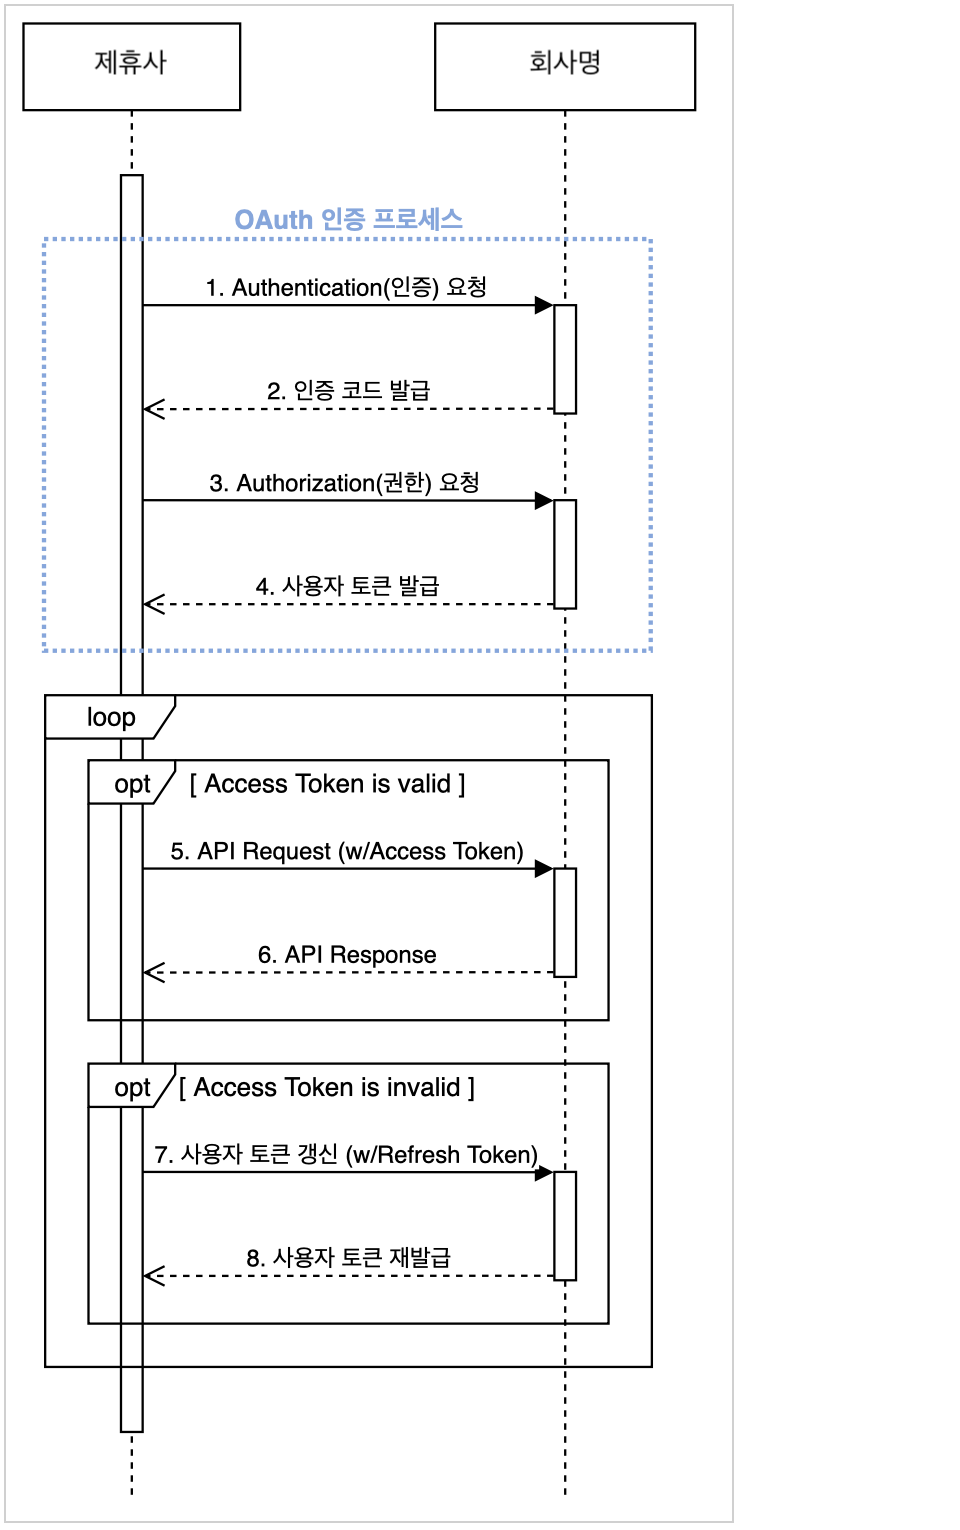 제휴사
회사명
OAuth 인증 프로세스
1. Authentication(인증) 요청
2. 인증 코드 발급
3. Authorization(권한) 요청
4. 사용자 토큰 발급
loop
opt
[ Access Token is valid ]
5. API Request (w/Access Token)
6. API Response
opt
[ Access Token is invalid ]
7. 사용자 토큰 갱신 (w/Refresh Token)
8. 사용자 토큰 재발급